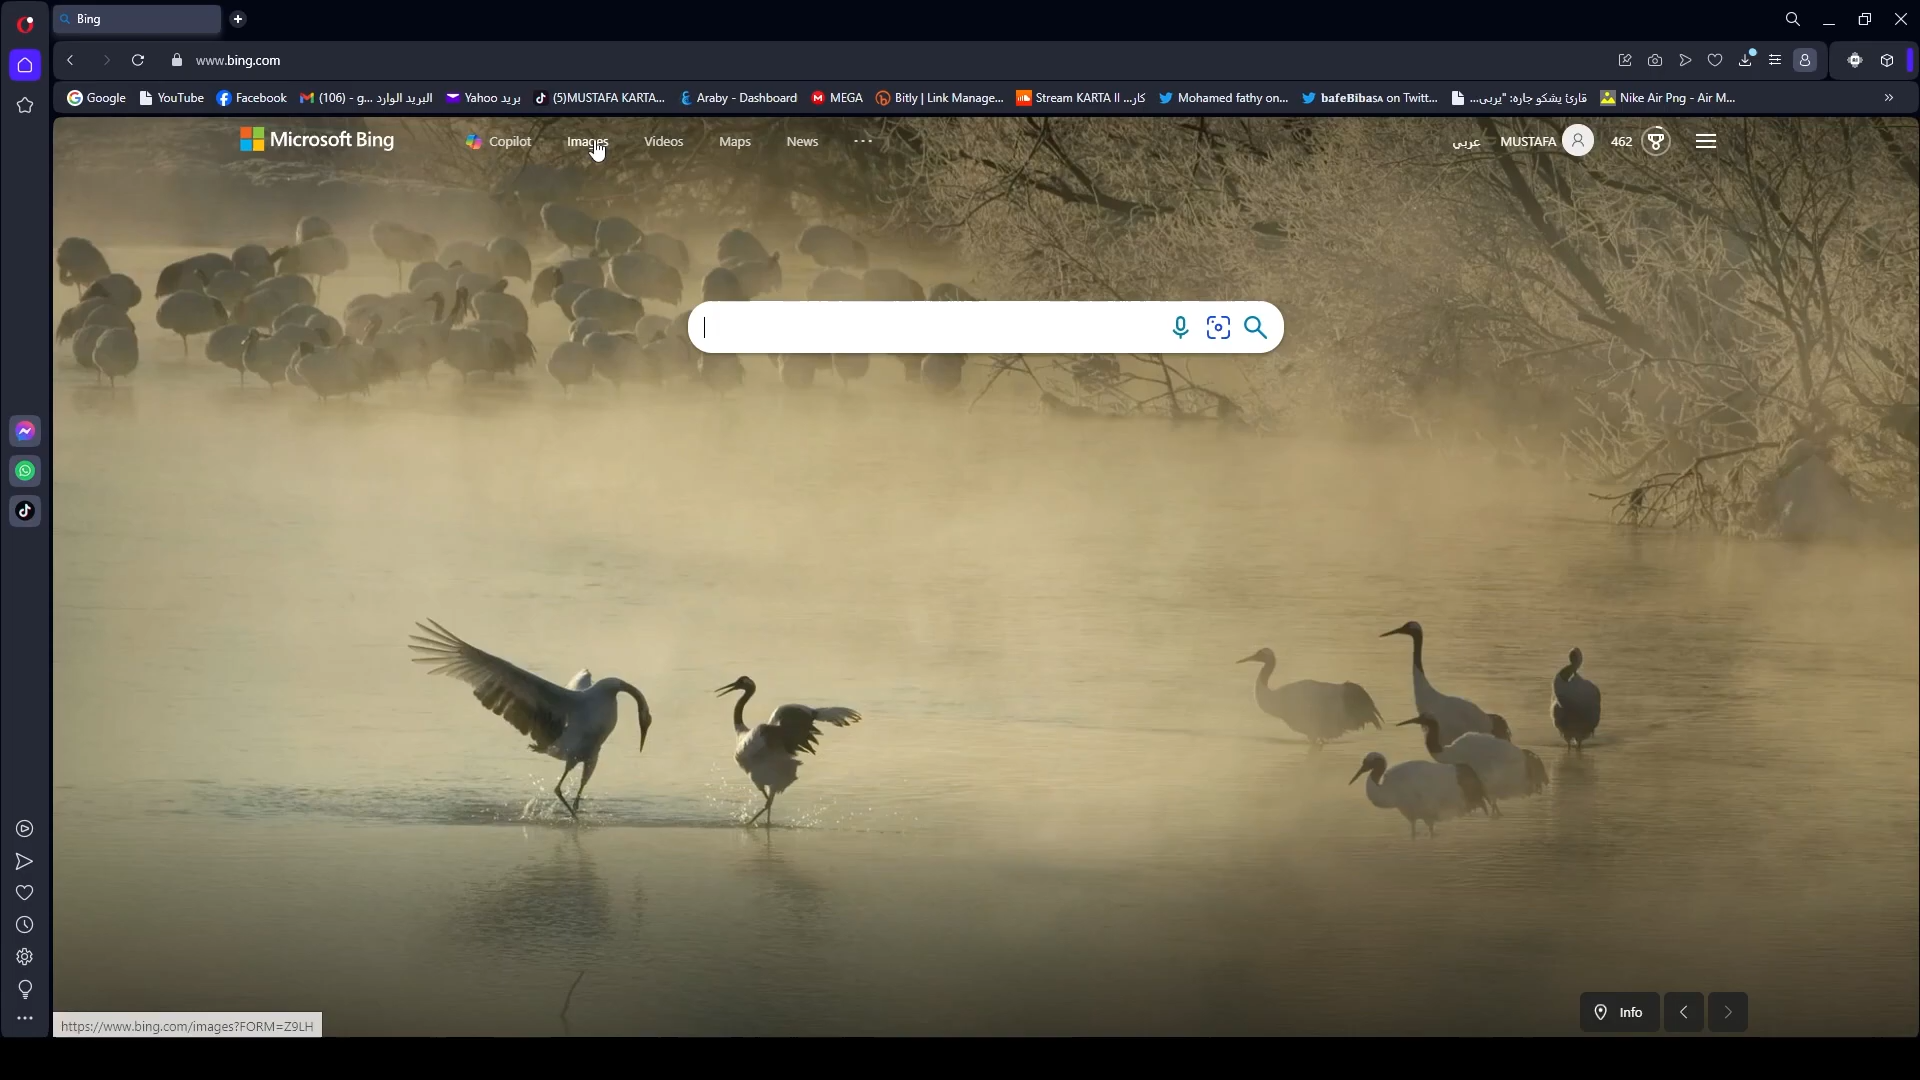 Bing
www.bing.com
Google
YouTube
Facebook
(106) - g... البريد الوارد
Yahoo بريد
(5)MUSTAFA KARTA...
Araby - Dashboard
MEGA
Bitly | Link Manage...
Stream KARTA II كار...
Mohamed fathy on...
bafeBibaSA on Twitt...
قارئ يشكو جاره: "يربي...
Nike Air Png - Air M...
Microsoft Bing
Copilot
Images
Videos
Maps
News
عربي
MUSTAFA
462
Info
https://www.bing.com/images?FORM=Z9LH